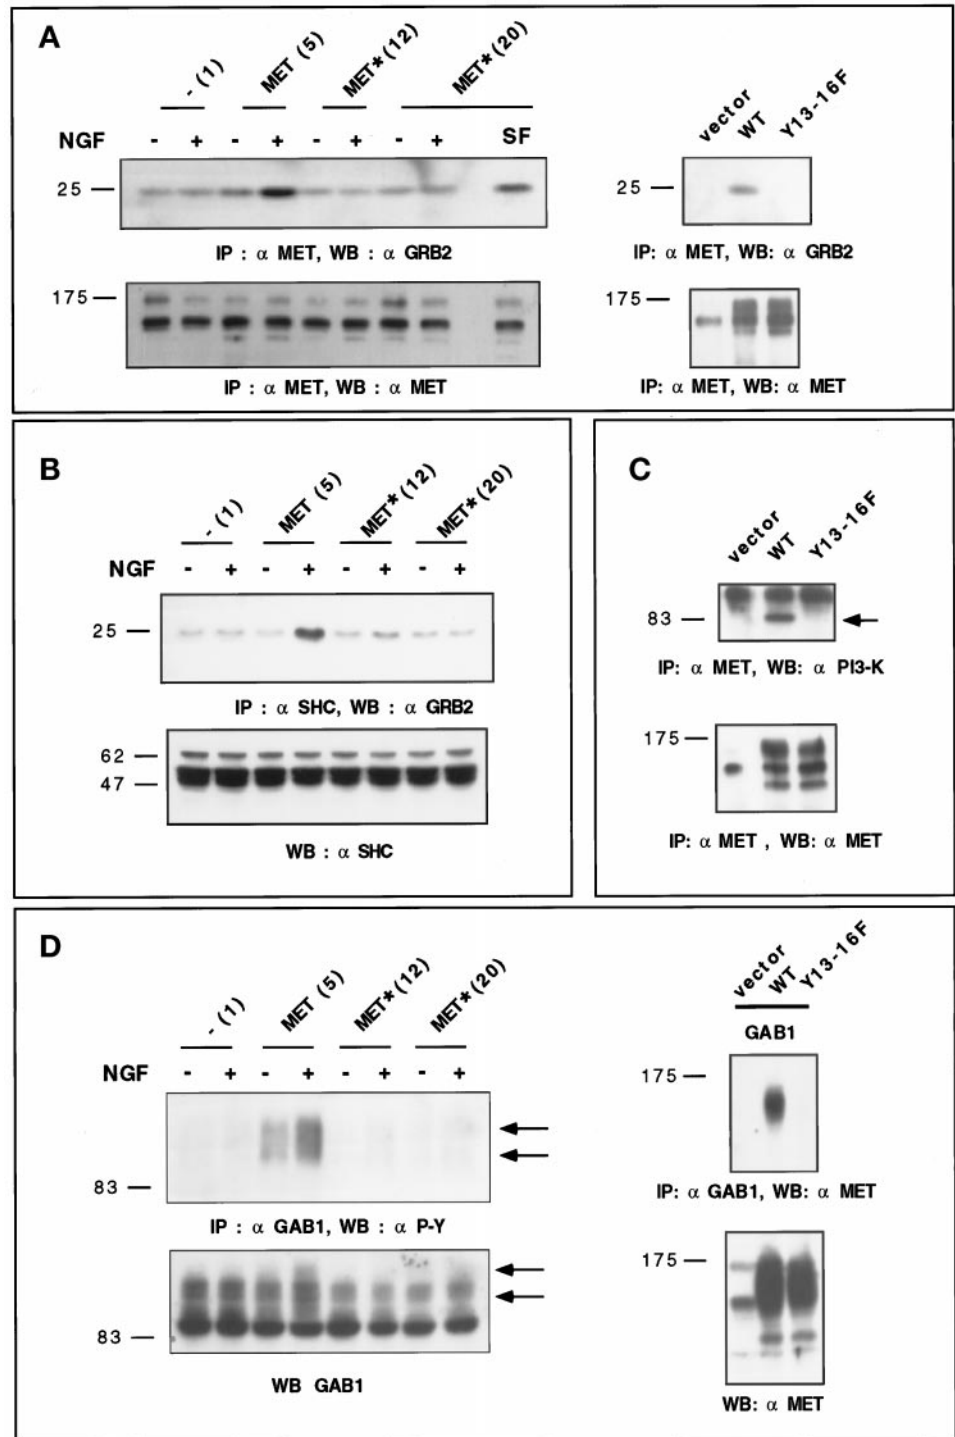 A
- (1) MET (5) MET*(12) MET*(20)
NGF - + - + - + - + SF
25
IP : α MET, WB : α GRB2
175
IP : α MET, WB : α MET
vector WT Y13-16F
25
IP: α MET, WB: α GRB2
175
IP: α MET, WB: α MET
B
- (1) MET (5) MET*(12) MET*(20)
NGF - + - + - + - +
25
IP : α SHC, WB : α GRB2
62
47
WB : α SHC
C
vector WT Y13-16F
83
IP: α MET, WB: α PI3-K
175
IP: α MET , WB: α MET
D
- (1) MET (5) MET*(12) MET*(20)
NGF - + - + - + - +
83
IP : α GAB1, WB : α P-Y
83
WB GAB1
vector WT Y13-16F
GAB1
175
IP: α GAB1, WB: α MET
175
WB: α MET